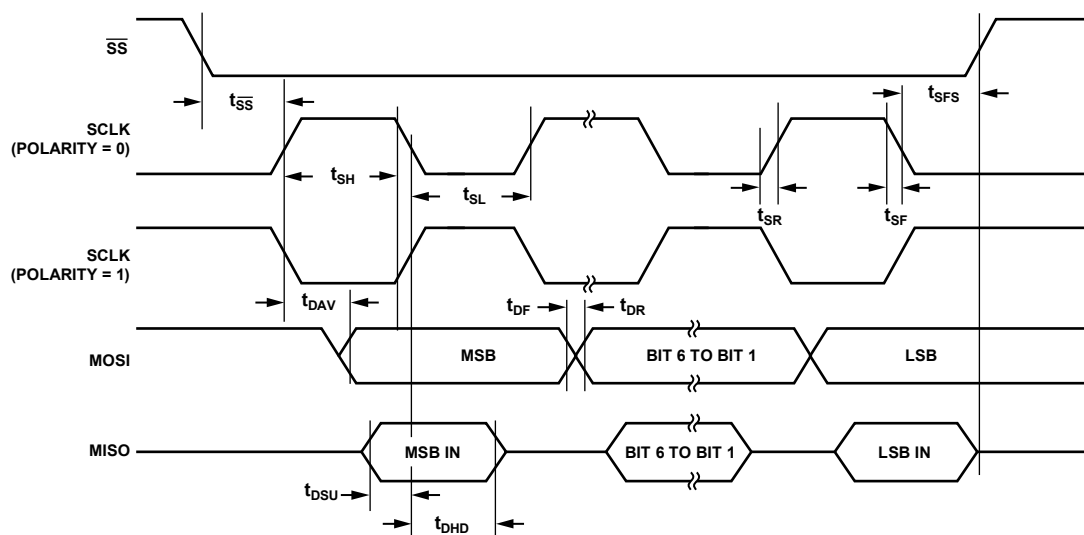 SS
tSS
tSFS
SCLK
(POLARITY = 0)
tSH
tSL
tSR
tSF
SCLK
(POLARITY = 1)
tDAV
tDF
tDR
MOSI
MSB
BIT 6 TO BIT 1
LSB
MISO
MSB IN
BIT 6 TO BIT 1
LSB IN
tDSU
tDHD